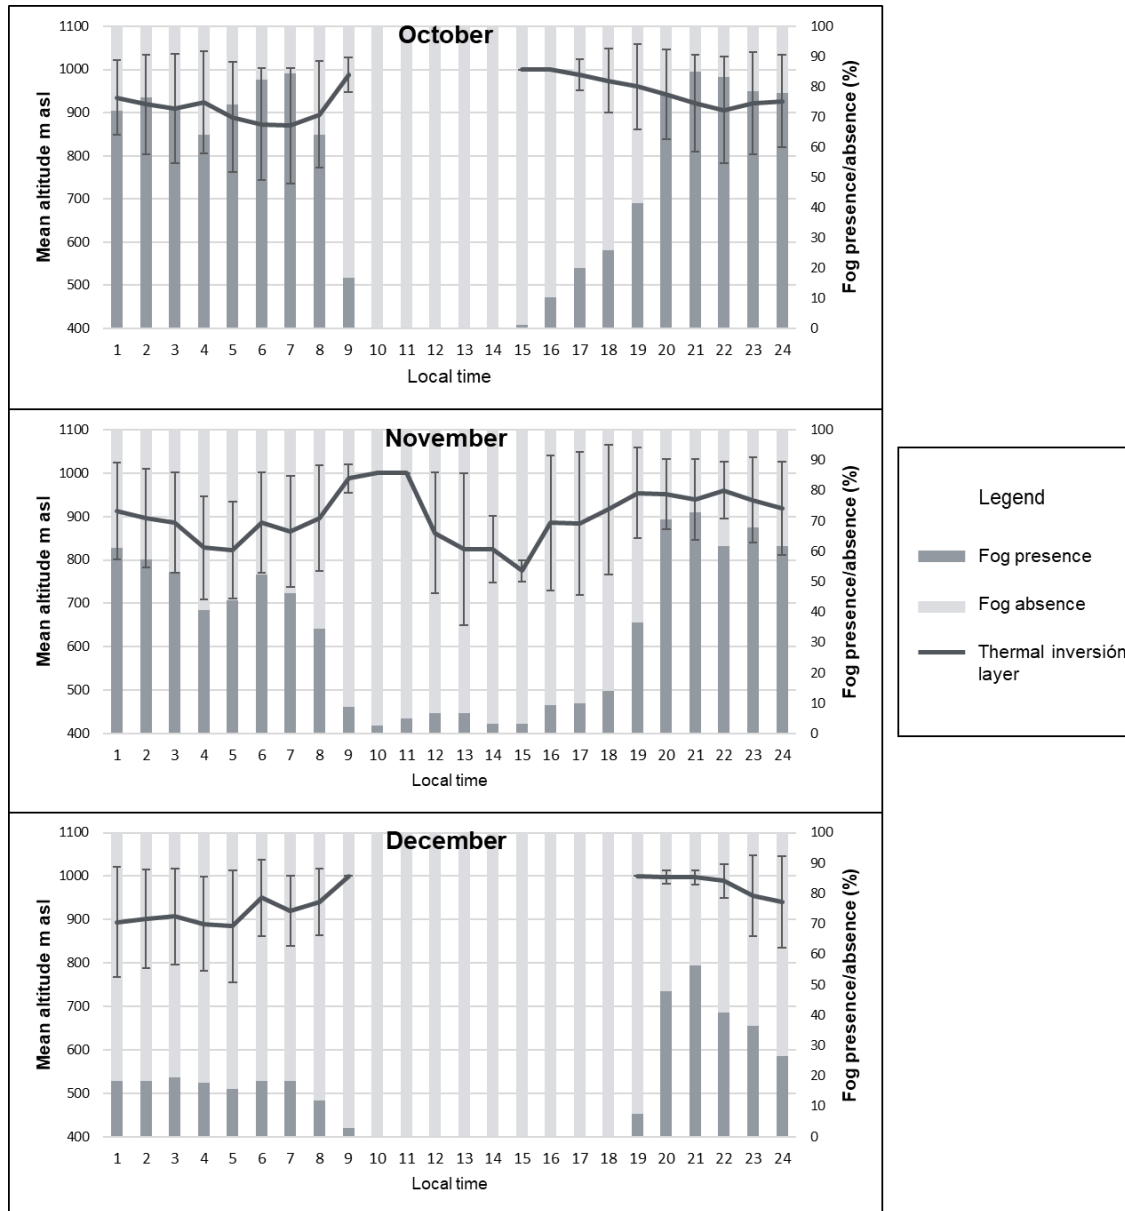 October
Mean altitude m asl
1100
1000
900
800
700
600
500
400
100
90
80
70
60
50
40
30
20
10
0
Fog presence/absence (%)
1 2 3 4 5 6 7 8 9 10 11 12 13 14 15 16 17 18 19 20 21 22 23 24
Local time
November
Mean altitude m asl
1100
1000
900
800
700
600
500
400
100
90
80
70
60
50
40
30
20
10
0
Fog presence/absence (%)
1 2 3 4 5 6 7 8 9 10 11 12 13 14 15 16 17 18 19 20 21 22 23 24
Local time
December
Mean altitude m asl
1100
1000
900
800
700
600
500
400
100
90
80
70
60
50
40
30
20
10
0
Fog presence/absence (%)
1 2 3 4 5 6 7 8 9 10 11 12 13 14 15 16 17 18 19 20 21 22 23 24
Local time
Legend
Fog presence
Fog absence
Thermal inversión
layer